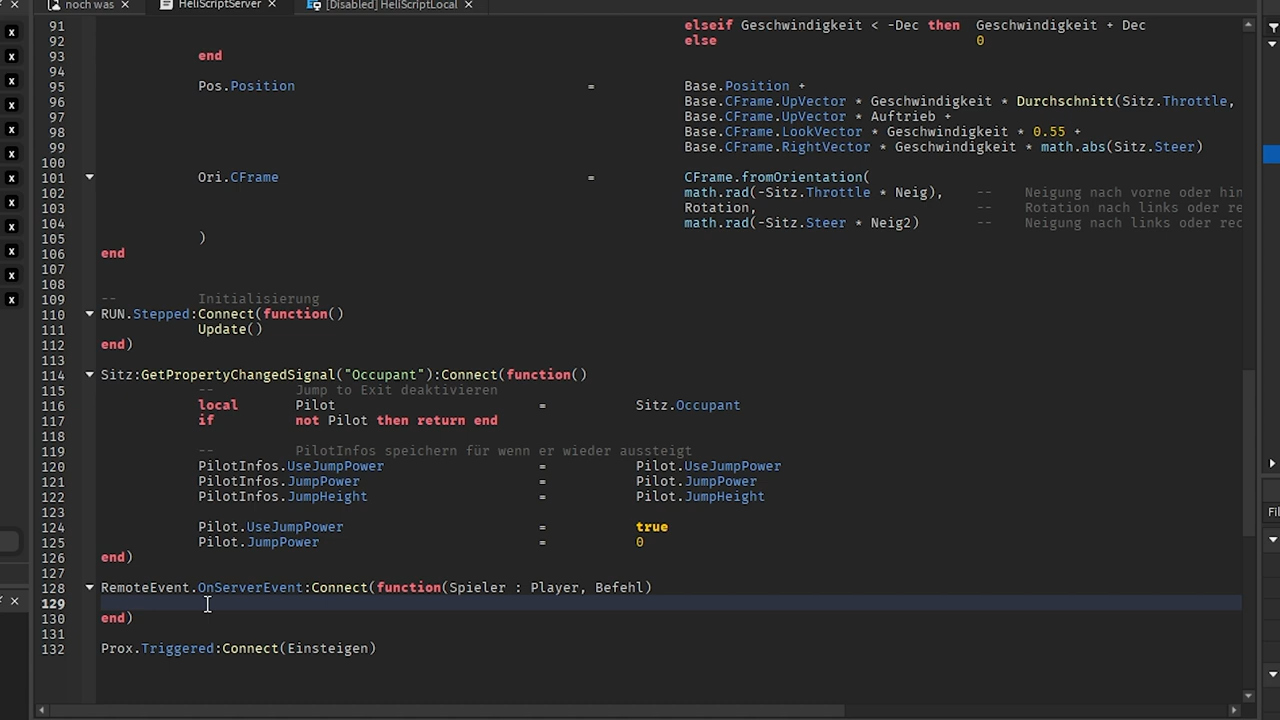 noch was
HeliScriptServer
[Disabled] HeliScriptLocal
91 elseif Geschwindigkeit < -Dec then Geschwindigkeit + Dec
92 else 0
93 end
94
95 Pos.Position = Base.Position +
96 Base.CFrame.UpVector * Geschwindigkeit * Durchschnitt(Sitz.Throttle,
97 Base.CFrame.UpVector * Auftrieb +
98 Base.CFrame.LookVector * Geschwindigkeit * 0.55 +
99 Base.CFrame.RightVector * Geschwindigkeit * math.abs(Sitz.Steer)
100
101 Ori.CFrame = CFrame.fromOrientation(
102 math.rad(-Sitz.Throttle * Neig), -- Neigung nach vorne oder hin
103 Rotation, -- Rotation nach links oder re
104 math.rad(-Sitz.Steer * Neig2) -- Neigung nach links oder rec
105 )
106 end
107
108
109 -- Initialisierung
110 RUN.Stepped:Connect(function()
111 Update()
112 end)
113
114 Sitz:GetPropertyChangedSignal("Occupant"):Connect(function()
115 -- Jump to Exit deaktivieren
116 local Pilot = Sitz.Occupant
117 if not Pilot then return end
118
119 -- PilotInfos speichern für wenn er wieder aussteigt
120 PilotInfos.UseJumpPower = Pilot.UseJumpPower
121 PilotInfos.JumpPower = Pilot.JumpPower
122 PilotInfos.JumpHeight = Pilot.JumpHeight
123
124 Pilot.UseJumpPower = true
125 Pilot.JumpPower = 0
126 end)
127
128 RemoteEvent.OnServerEvent:Connect(function(Spieler : Player, Befehl)
129
130 end)
131
132 Prox.Triggered:Connect(Einsteigen)
Fil